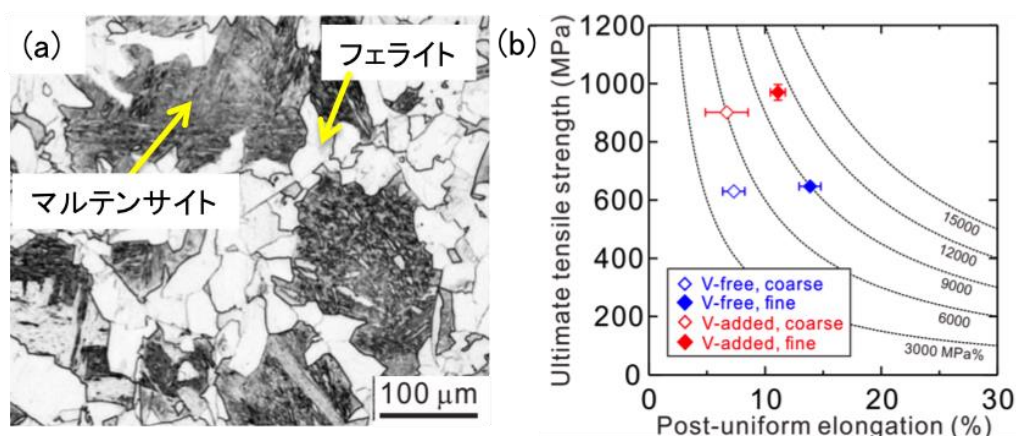 (a)
フェライト
マルテンサイト
100 μm
(b)
Ultimate tensile strength (MPa)
1200
1000
800
600
400
200
0
15000
12000
9000
6000
3000 MPa%
V-free, coarse
V-free, fine
V-added, coarse
V-added, fine
0
10
20
30
Post-uniform elongation (%)